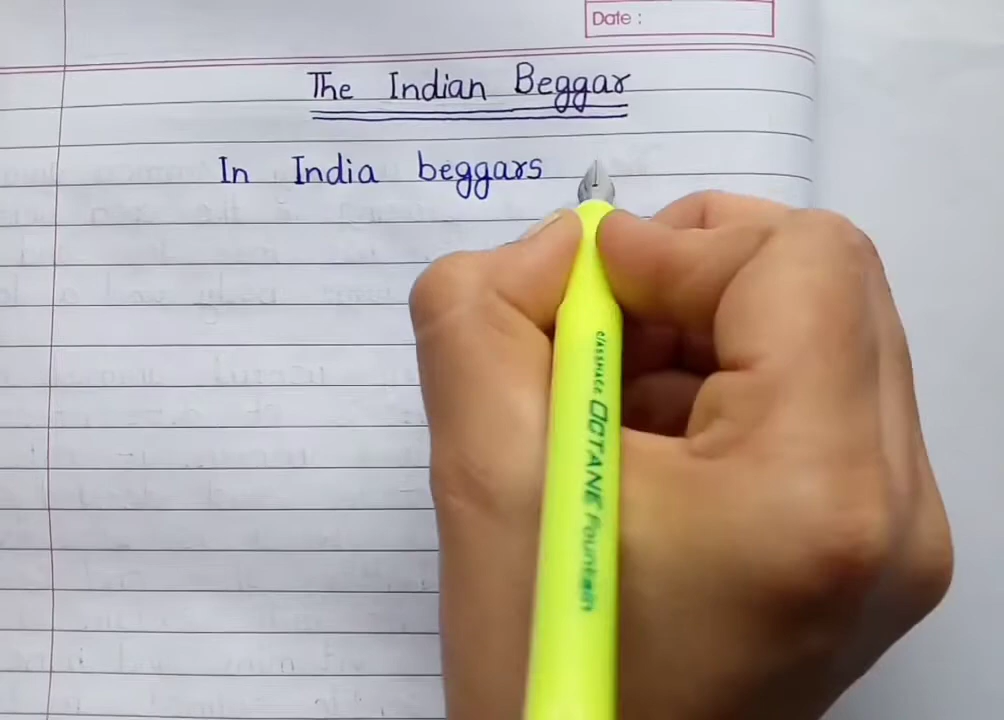 Date :
The Indian Beggar
In India beggars
CLASSMATE OCTANE Fountain